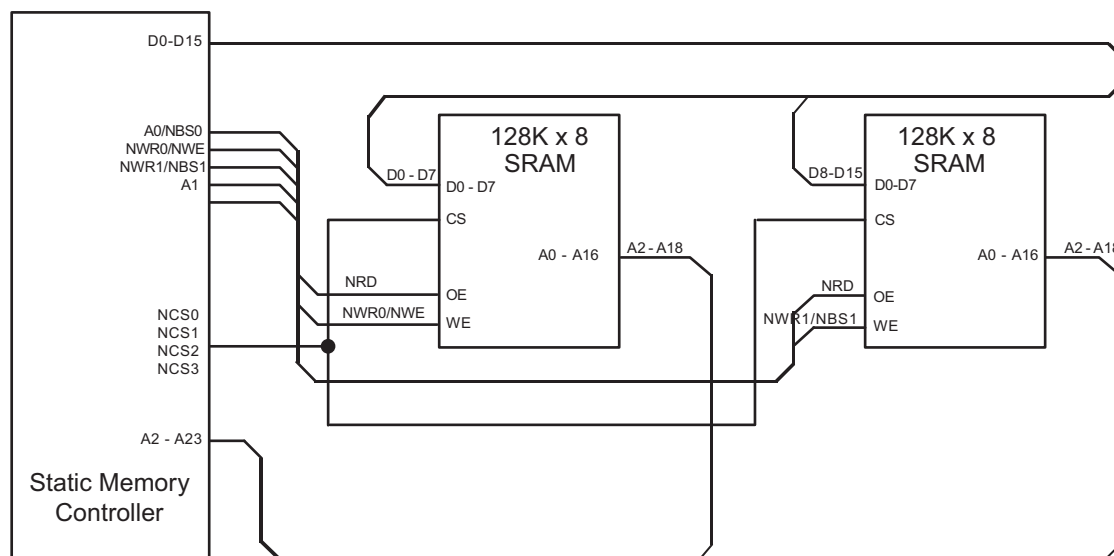 D0-D15
A0/NBS0
NWR0/NWE
NWR1/NBS1
A1
NCS0
NCS1
NCS2
NCS3
A2 - A23
Static Memory
Controller
128K x 8
SRAM
D0 - D7
D0 - D7
CS
A0 - A16
A2 - A18
NRD
OE
NWR0/NWE
WE
128K x 8
SRAM
D8-D15
D0-D7
CS
A0 - A16
A2 - A18
NRD
OE
NWR1/NBS1
WE